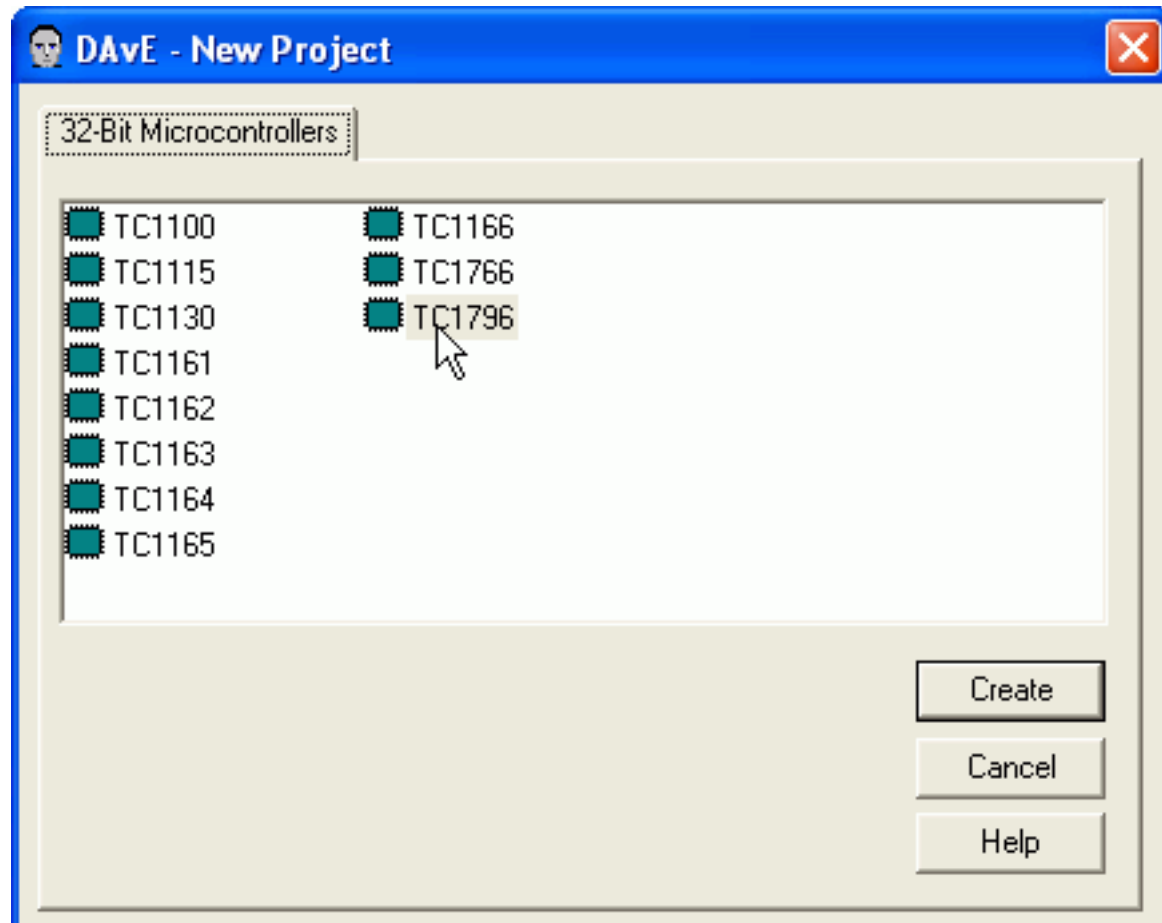 DAvE - New Project
32-Bit Microcontrollers
TC1100
TC1115
TC1130
TC1161
TC1162
TC1163
TC1164
TC1165
TC1166
TC1766
TC1796
Create
Cancel
Help